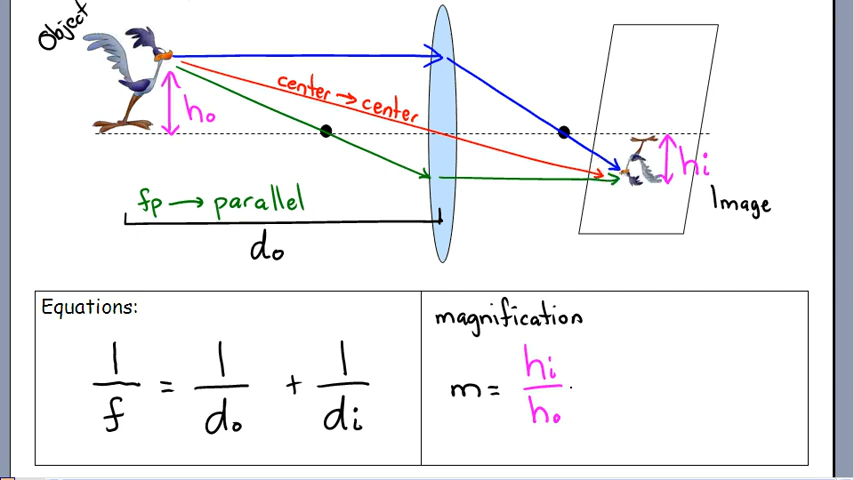 Object
center → center
ho
hi
fp → parallel
Image
do
Equations:
1/f = 1/do + 1/di
magnification
m = hi/ho